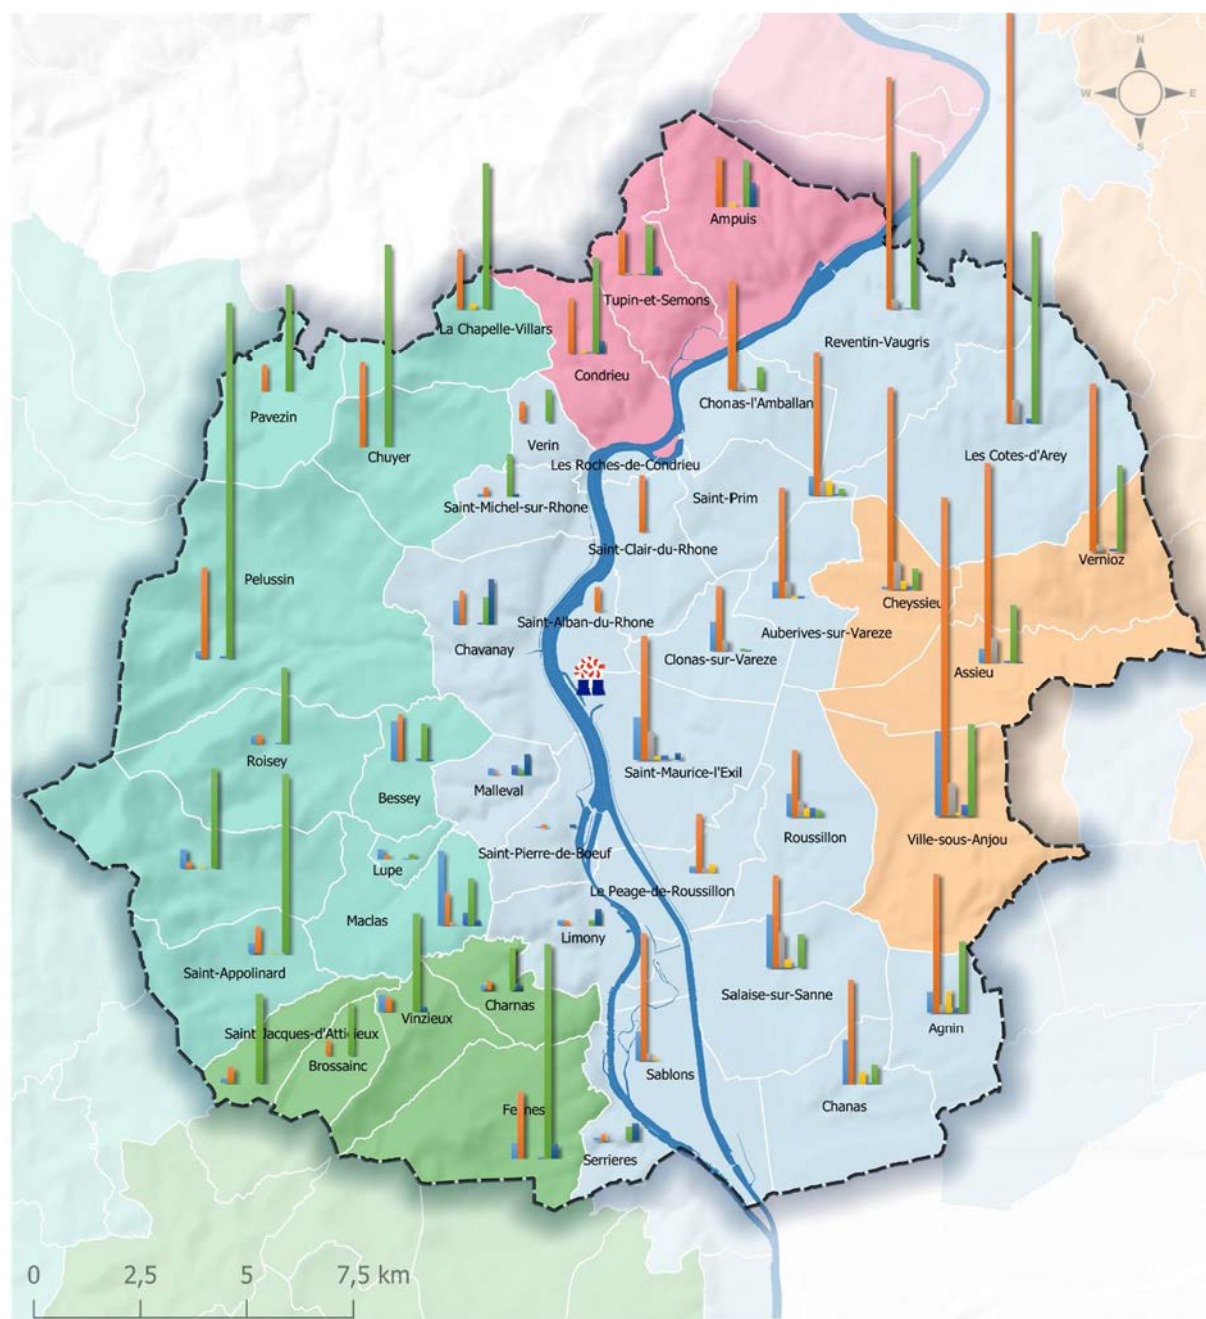 N
W E
S
Ampuis
Tupin-et-Semons
La Chapelle-Villars
Reventin-Vaugris
Condrieu
Chonas-l'Amballan
Pavezin
Verin
Chuyer
Les Cotes-d'Arey
Les Roches-de-Condrieu
Saint-Prim
Saint-Michel-sur-Rhone
Saint-Clair-du-Rhone
Vernioz
Pelussin
Cheyssieu
Saint-Alban-du-Rhone
Auberives-sur-Vareze
Chavanay
Clonas-sur-Vareze
Assieu
Roisey
Saint-Maurice-l'Exil
Malleval
Bessey
Roussillon
Ville-sous-Anjou
Saint-Pierre-de-Boeuf
Lupe
Le Peage-de-Roussillon
Maclas
Limony
Saint-Appolinard
Salaise-sur-Sanne
Charnas
Vinzieux
Agnin
Saint-Jacques-d'Atticieux
Brossainc
Sablons
Chanas
Felines
Serrieres
0 2,5 5 7,5 km